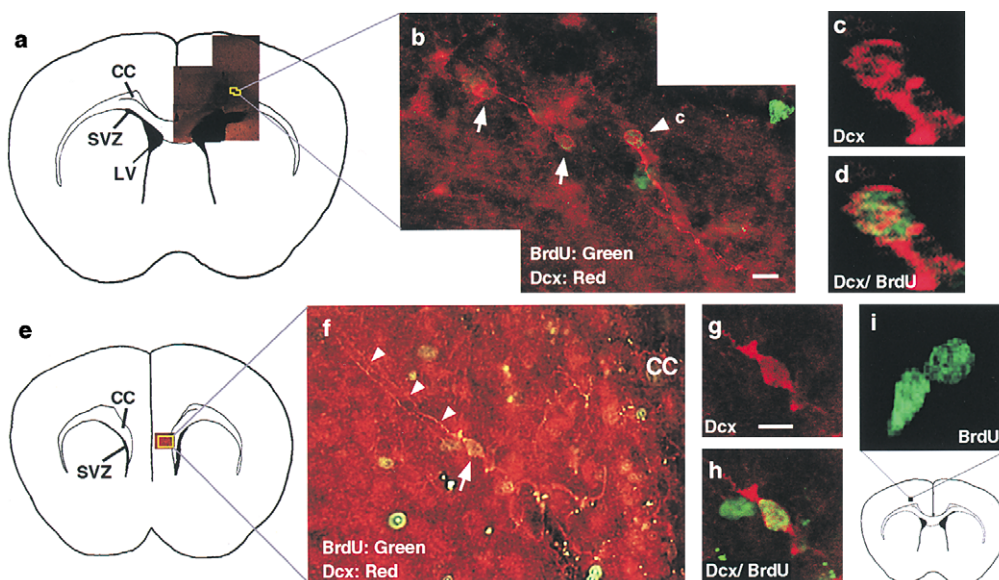 a
CC
SVZ
LV
b
c
BrdU: Green
Dcx: Red
c
Dcx
d
Dcx/ BrdU
e
CC
SVZ
f
CC
BrdU: Green
Dcx: Red
g
Dcx
h
Dcx/ BrdU
i
BrdU